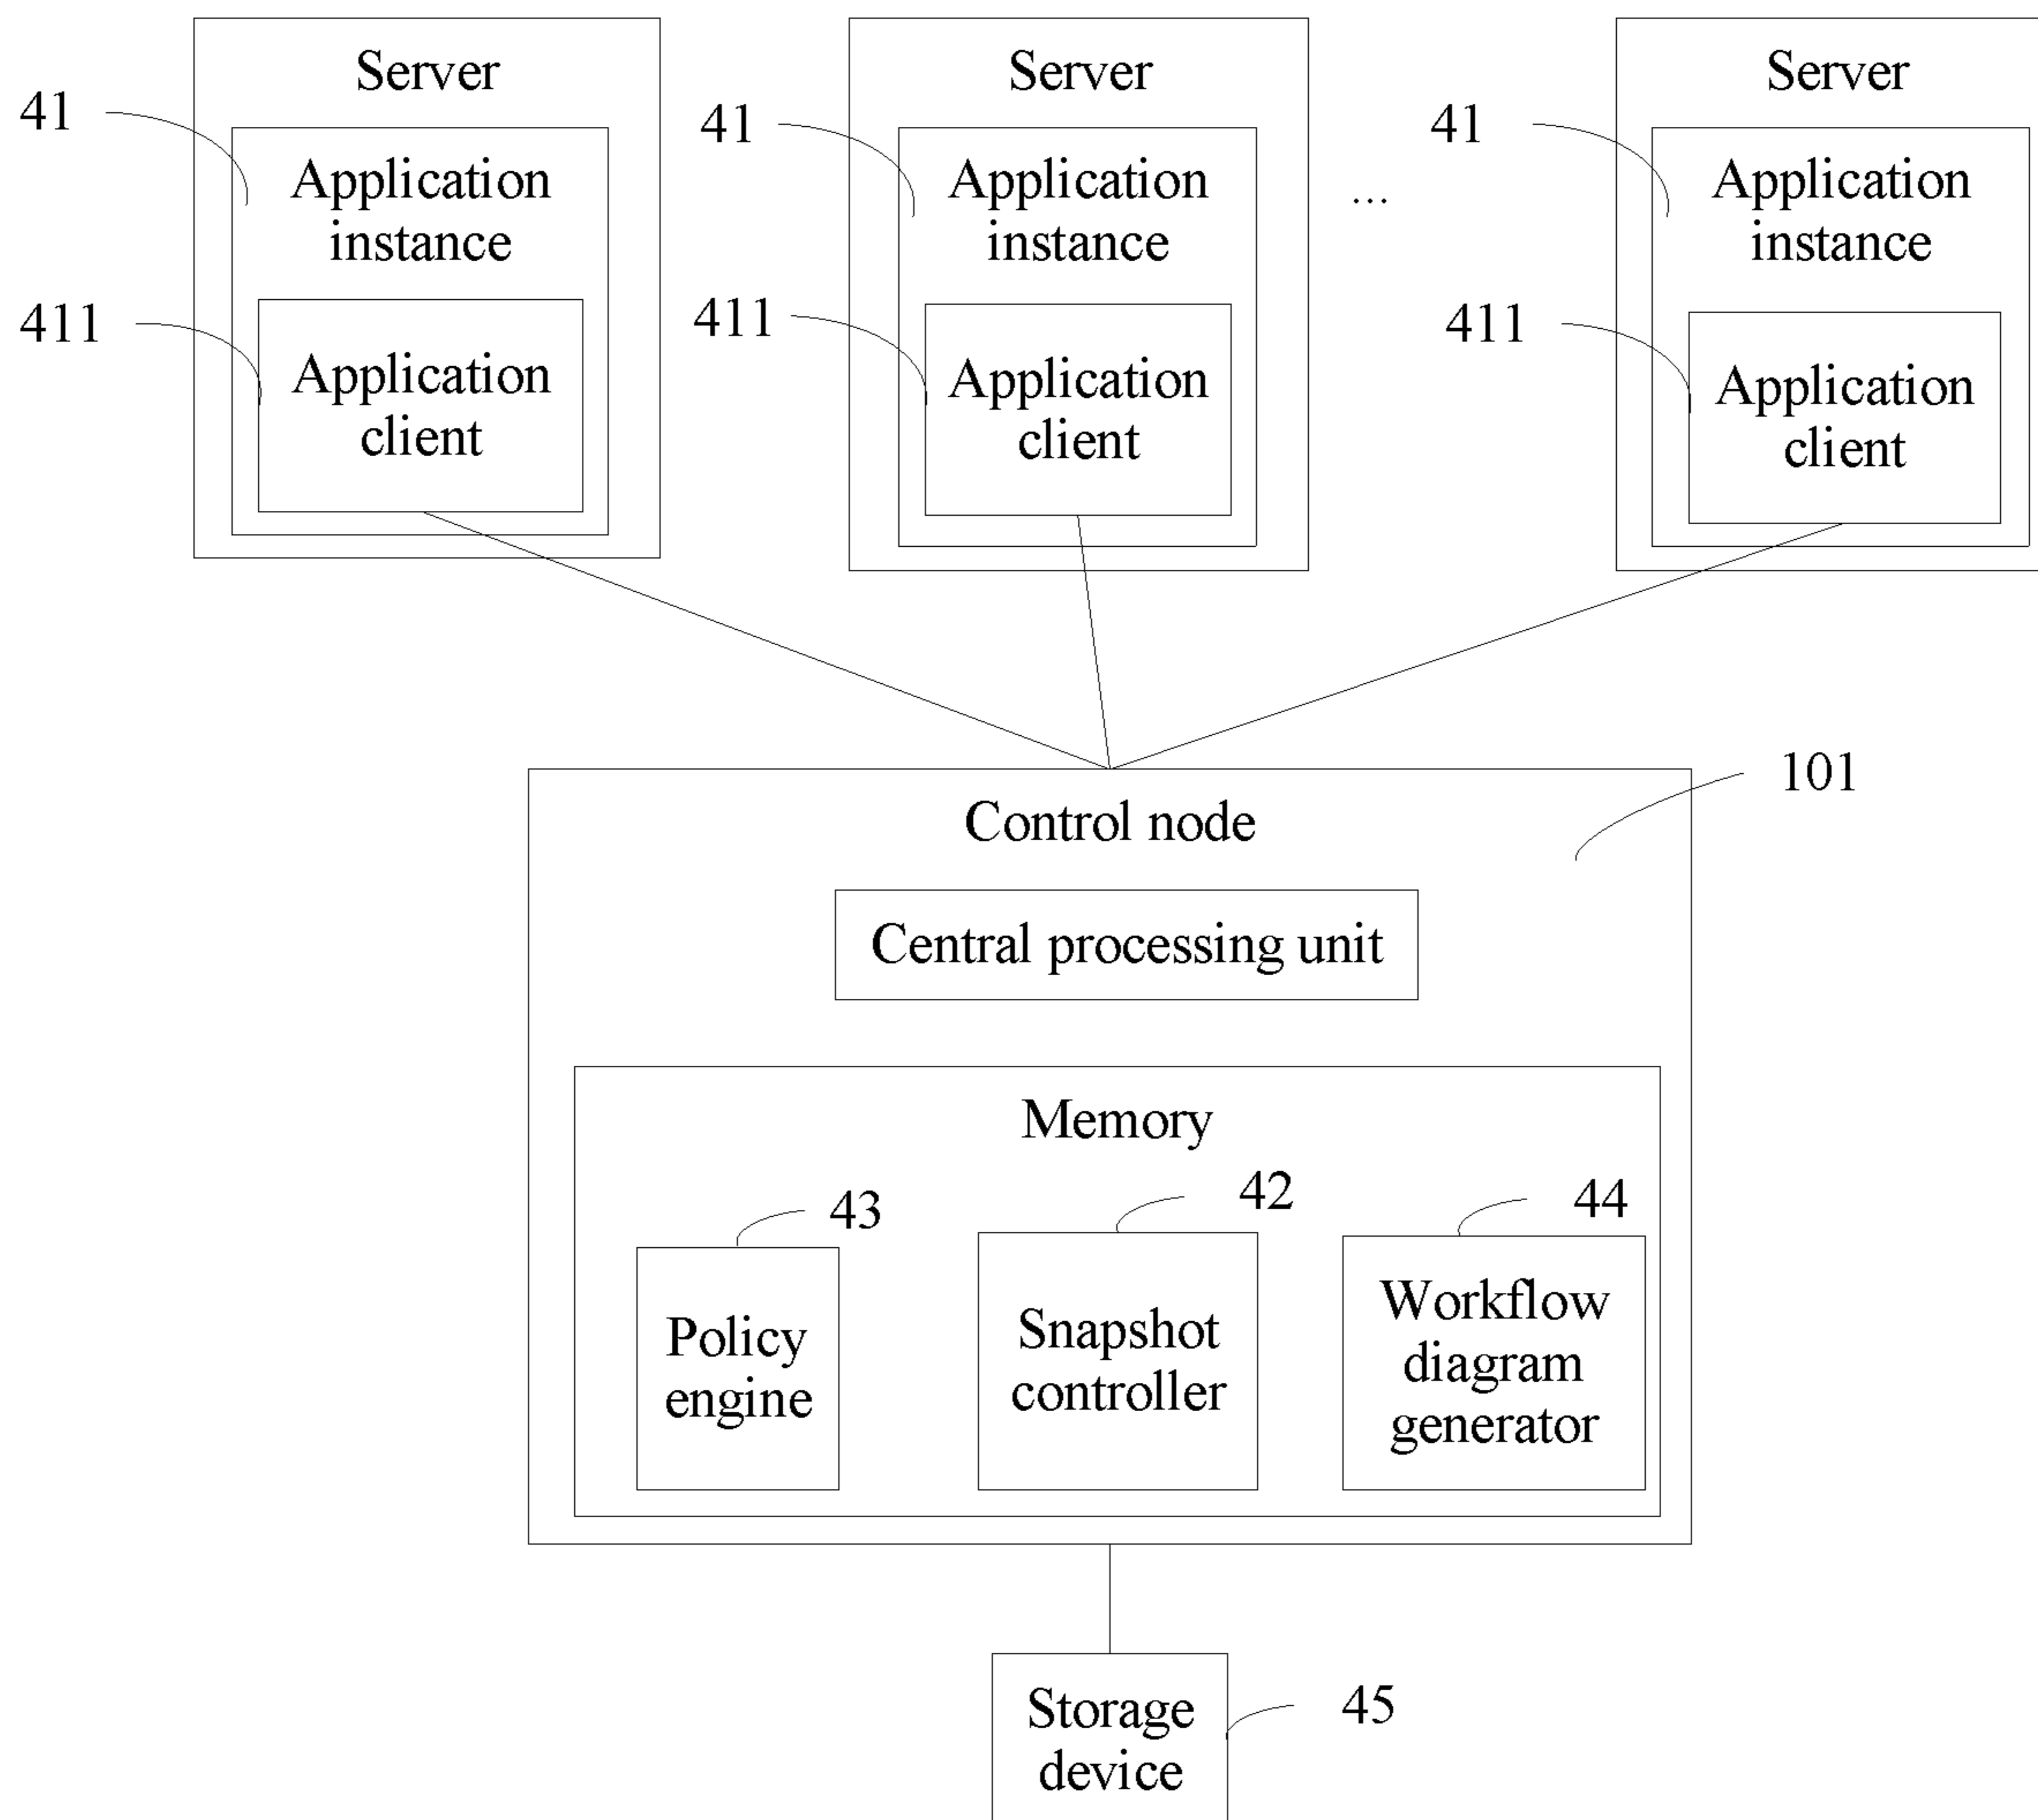 Server
Server
Server
41
41
41
Application
instance
Application
instance
...
Application
instance
411
411
411
Application
client
Application
client
Application
client
101
Control node
Central processing unit
Memory
43
42
44
Policy
engine
Snapshot
controller
Workflow
diagram
generator
Storage
device
45